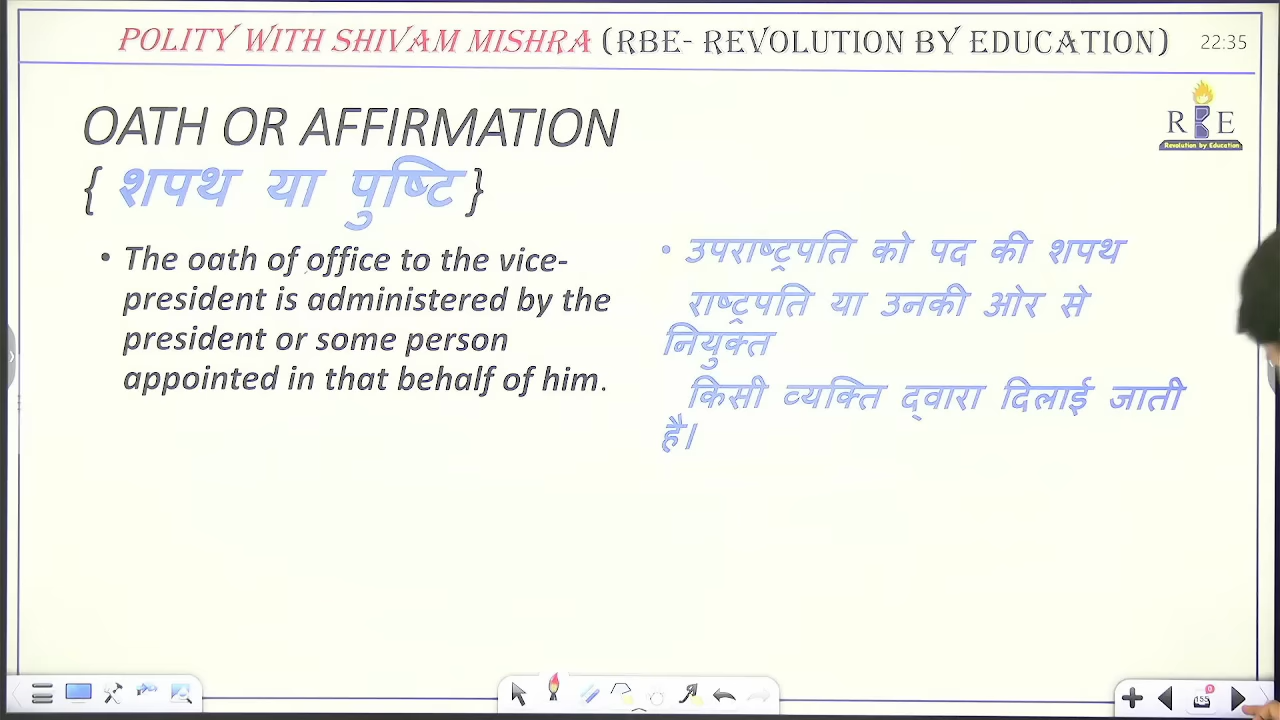 POLITY WITH SHIVAM MISHRA (RBE- REVOLUTION BY EDUCATION)
22:35
R B E
Revolution by Education
OATH OR AFFIRMATION
{ शपथ या पुष्टि }
• The oath of office to the vice-
president is administered by the
president or some person
appointed in that behalf of him.
• उपराष्ट्रपति को पद की शपथ
राष्ट्रपति या उनकी ओर से
नियुक्त
किसी व्यक्ति द्वारा दिलाई जाती
है।
155